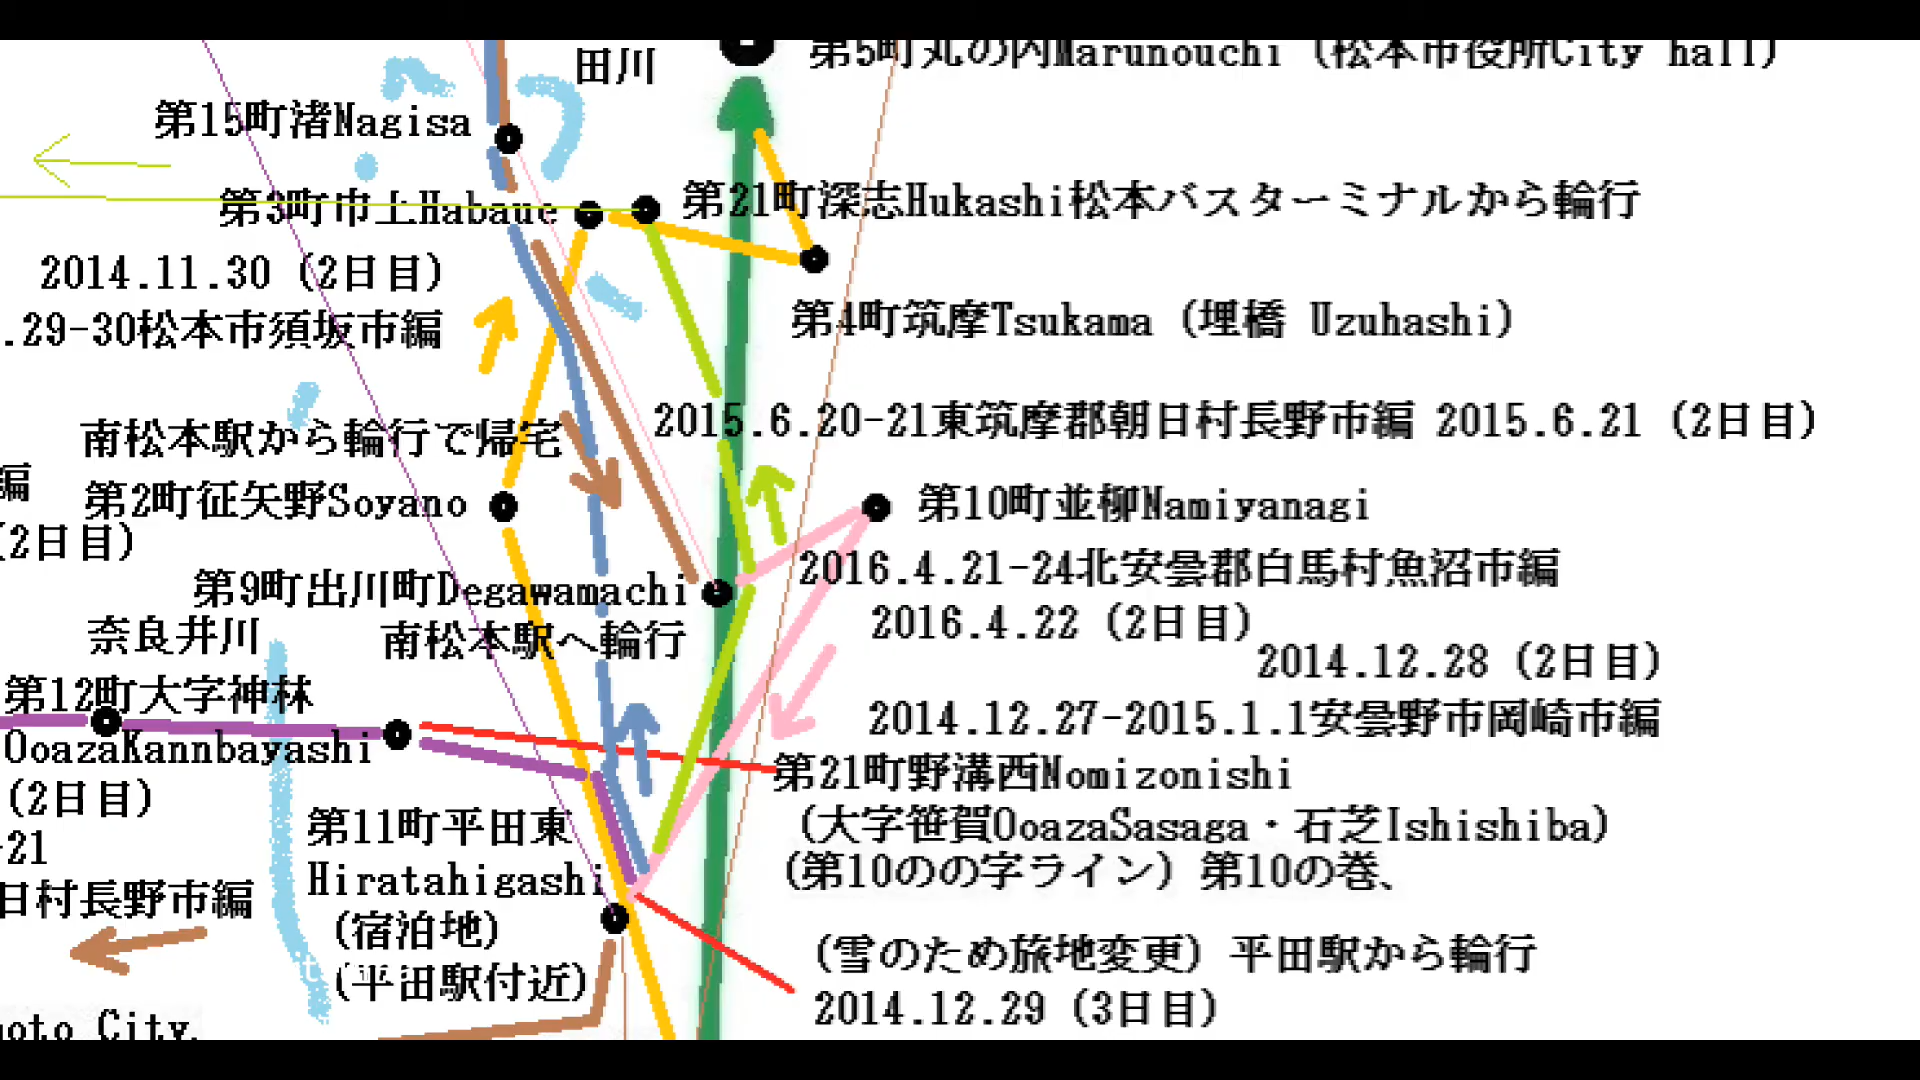 田川
第5町丸の内Marunouchi (松本市役所City hall)
第15町渚Nagisa
第3町巾上Habaue
第21町深志Hukashi松本バスターミナルから輪行
2014.11.30 (2日目)
.29-30松本市須坂市編
第4町筑摩Tsukama (埋橋 Uzuhashi)
南松本駅から輪行で帰宅
2015.6.20-21東筑摩郡朝日村長野市編 2015.6.21 (2日目)
編
第2町征矢野Soyano
第10町並柳Namiyanagi
(2日目)
2016.4.21-24北安曇郡白馬村魚沼市編
第9町出川町Degawamachi
2016.4.22 (2日目)
奈良井川
南松本駅へ輪行
2014.12.28 (2日目)
第12町大字神林
OoazaKannbayashi
2014.12.27-2015.1.1安曇野市岡崎市編
第21町野溝西Nomizonishi
(2日目)
(大字笹賀OoazaSasaga・石芝Ishishiba)
-21
第11町平田東
Hiratahigashi
(第10のの字ライン) 第10の巻、
日村長野市編
(宿泊地)
(平田駅付近)
(雪のため旅地変更) 平田駅から輪行
2014.12.29 (3日目)
moto City.